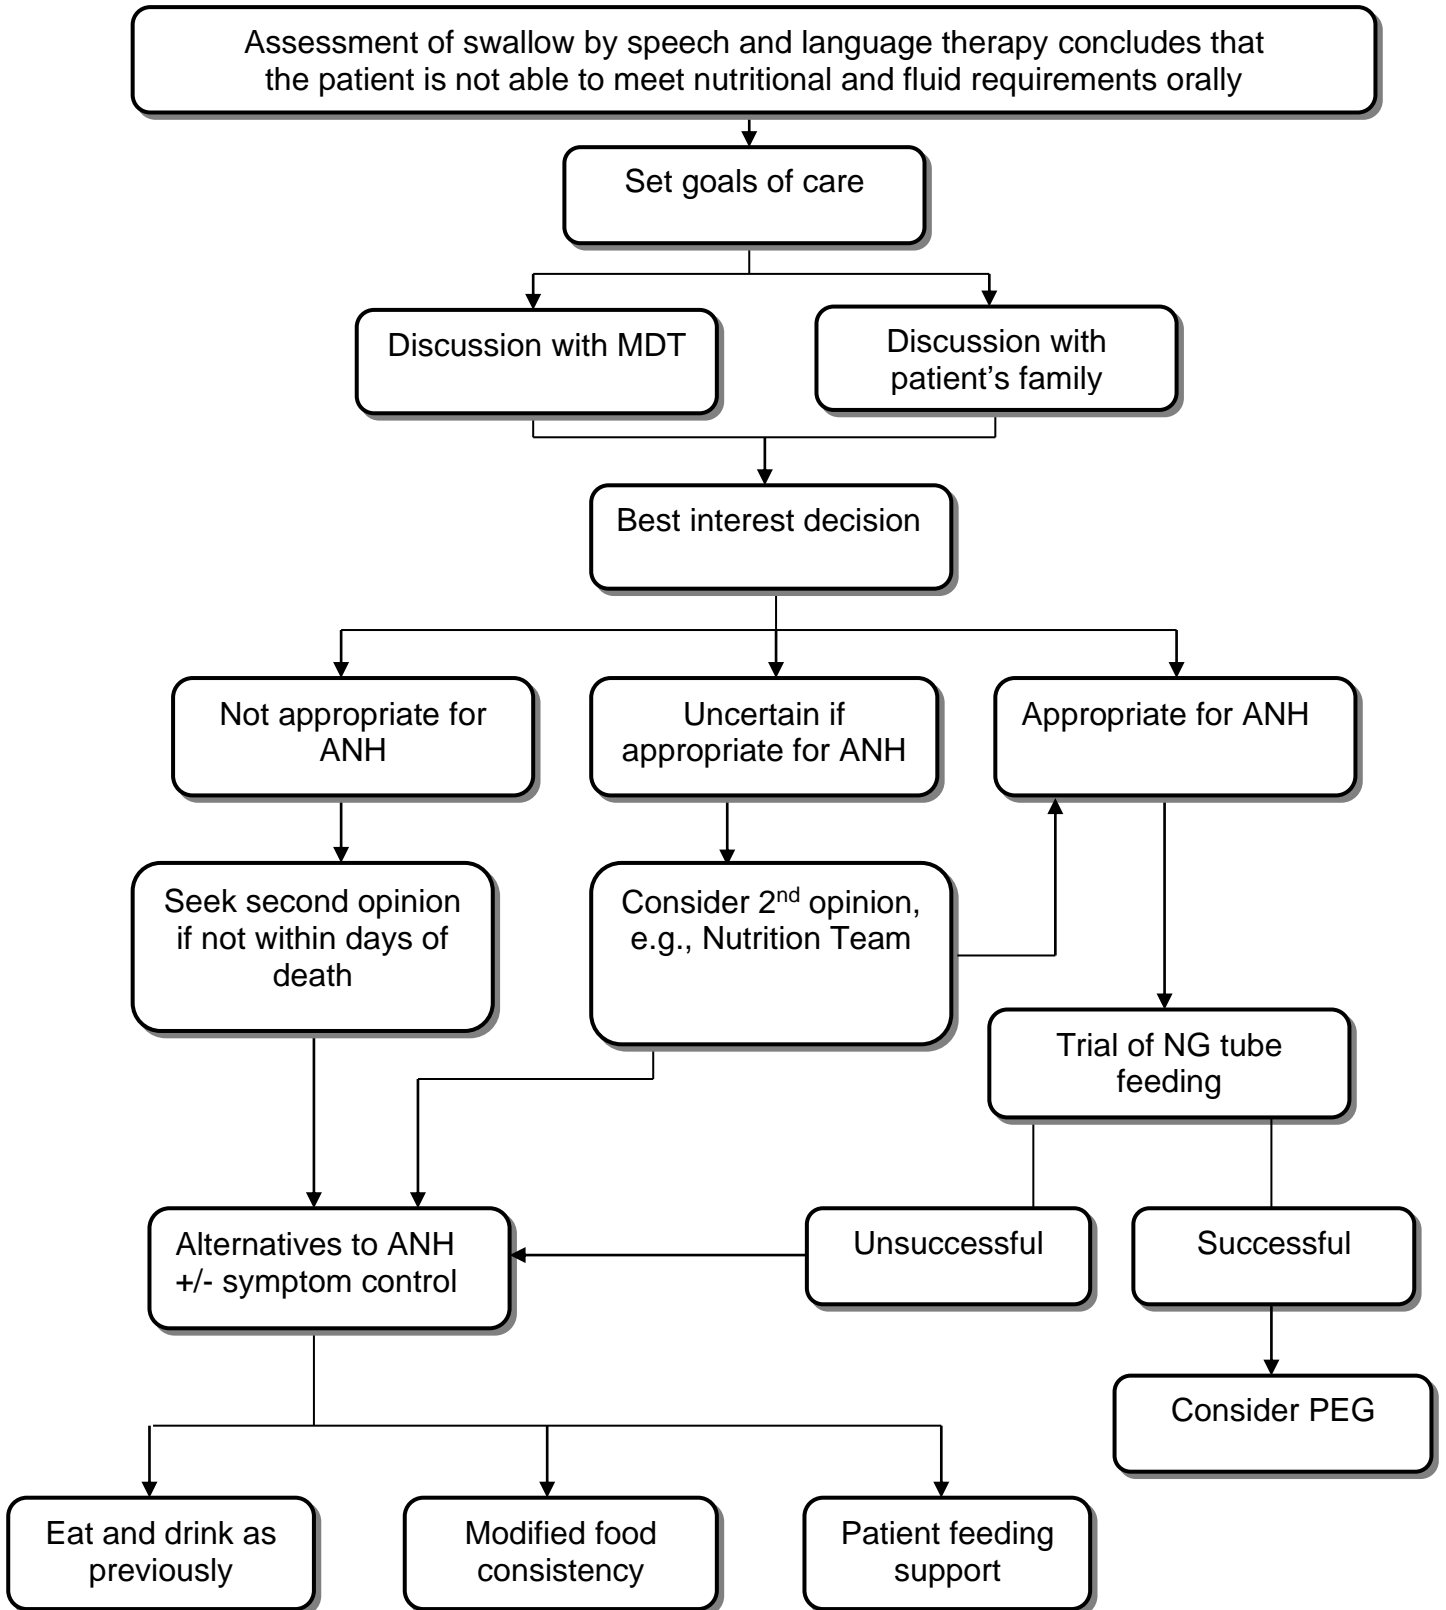 Assessment of swallow by speech and language therapy concludes that
the patient is not able to meet nutritional and fluid requirements orally
Set goals of care
Discussion with MDT
Discussion with
patient’s family
Best interest decision
Not appropriate for
ANH
Uncertain if
appropriate for ANH
Appropriate for ANH
Seek second opinion
if not within days of
death
Consider 2nd opinion,
e.g., Nutrition Team
Trial of NG tube
feeding
Alternatives to ANH
+/- symptom control
Unsuccessful
Successful
Consider PEG
Eat and drink as
previously
Modified food
consistency
Patient feeding
support